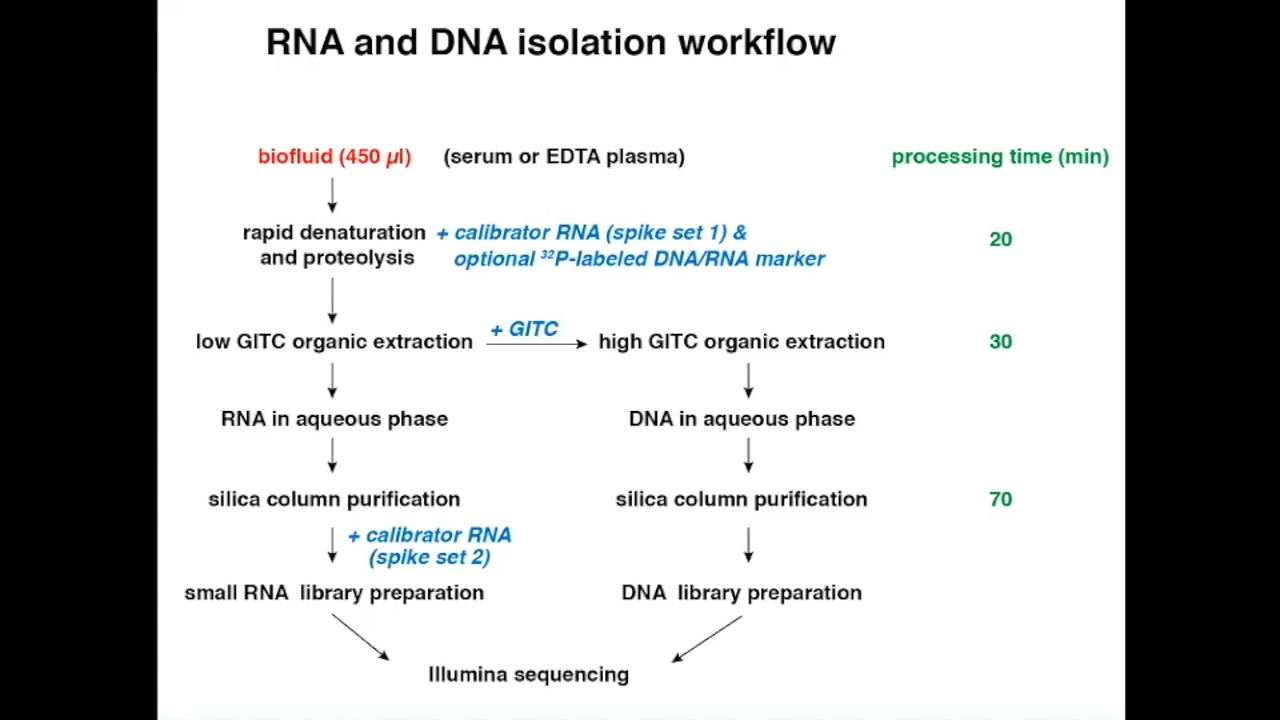 RNA and DNA isolation workflow
biofluid (450 µl) (serum or EDTA plasma) processing time (min)
rapid denaturation + calibrator RNA (spike set 1) & 20
and proteolysis optional ³²P-labeled DNA/RNA marker
+ GITC
low GITC organic extraction high GITC organic extraction 30
RNA in aqueous phase DNA in aqueous phase
silica column purification silica column purification 70
+ calibrator RNA
(spike set 2)
small RNA library preparation DNA library preparation
Illumina sequencing